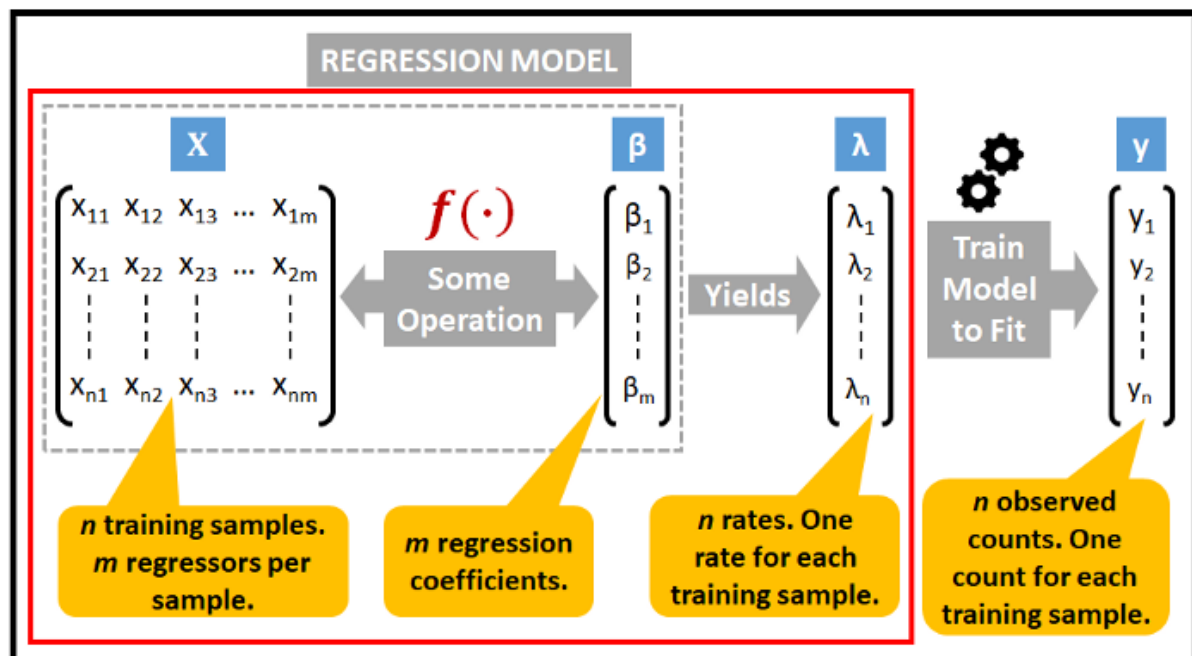 REGRESSION MODEL
X
β
λ
y
x₁₁ x₁₂ x₁₃ ... x₁ₘ
x₂₁ x₂₂ x₂₃ ... x₂ₘ
xₙ₁ xₙ₂ xₙ₃ ... xₙₘ
f(·)
Some
Operation
β₁
β₂
βₘ
Yields
λ₁
λ₂
λₙ
Train
Model
to Fit
y₁
y₂
yₙ
n training samples.
m regressors per
sample.
m regression
coefficients.
n rates. One
rate for each
training sample.
n observed
counts. One
count for each
training sample.